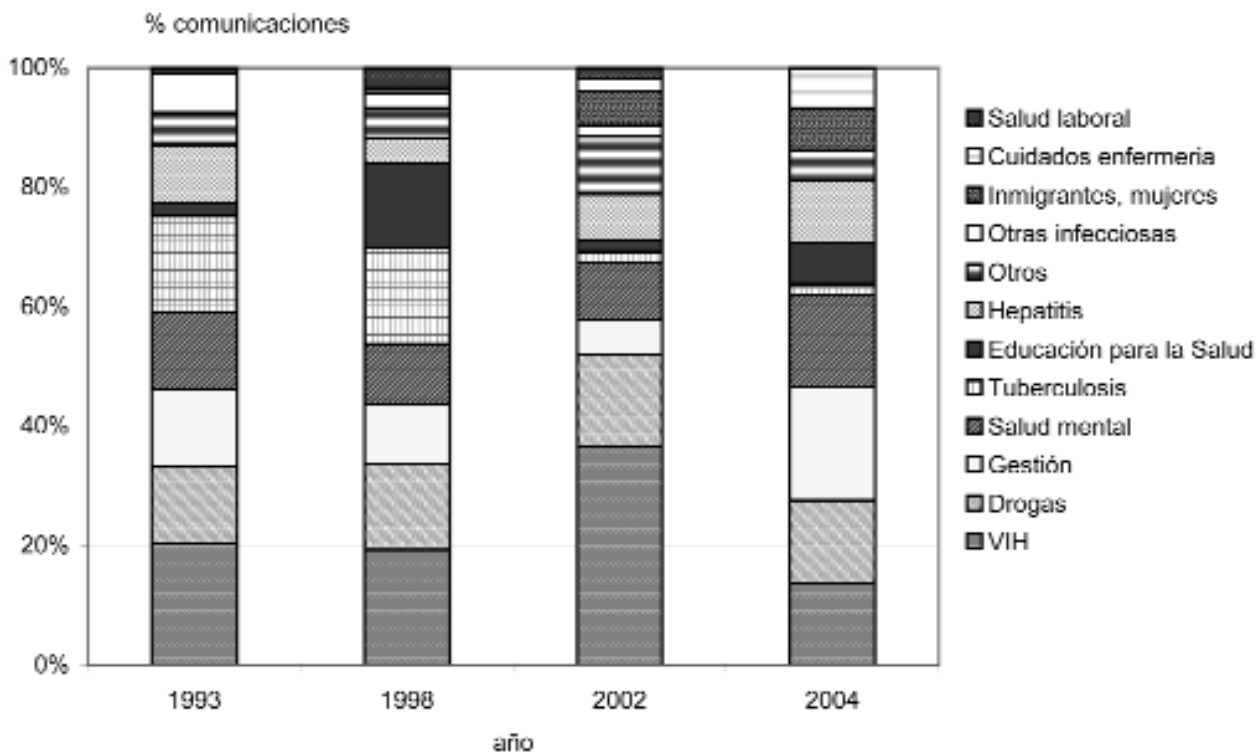 % comunicaciones
100%
80%
60%
40%
20%
0%
1993 1998 2002 2004
año
Salud laboral
Cuidados enfermeria
Inmigrantes, mujeres
Otras infecciosas
Otros
Hepatitis
Educación para la Salud
Tuberculosis
Salud mental
Gestión
Drogas
VIH